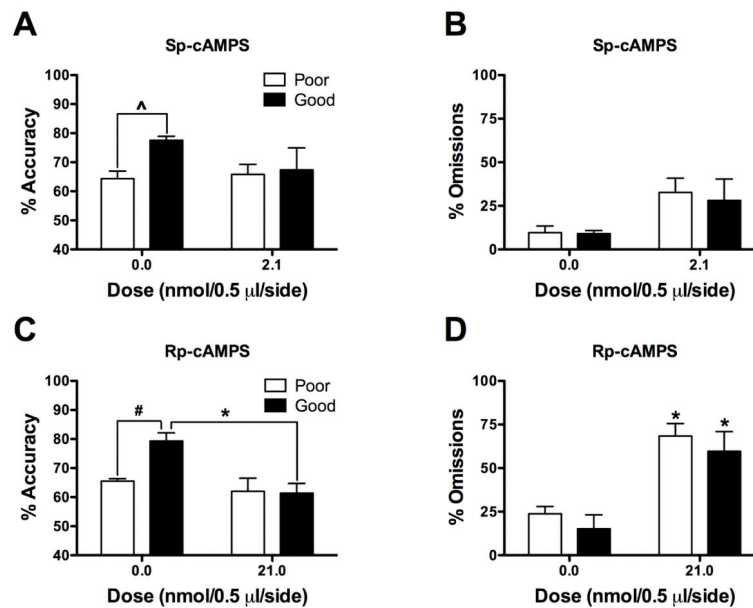 A
Sp-cAMPS
% Accuracy
100
90
80
70
60
50
40
^
Poor
Good
0.0
2.1
Dose (nmol/0.5 µl/side)
B
Sp-cAMPS
% Omissions
100
75
50
25
0
0.0
2.1
Dose (nmol/0.5 µl/side)
C
Rp-cAMPS
% Accuracy
100
90
80
70
60
50
40
#
*
Poor
Good
0.0
21.0
Dose (nmol/0.5 µl/side)
D
Rp-cAMPS
% Omissions
100
75
50
25
0
*
*
0.0
21.0
Dose (nmol/0.5 µl/side)